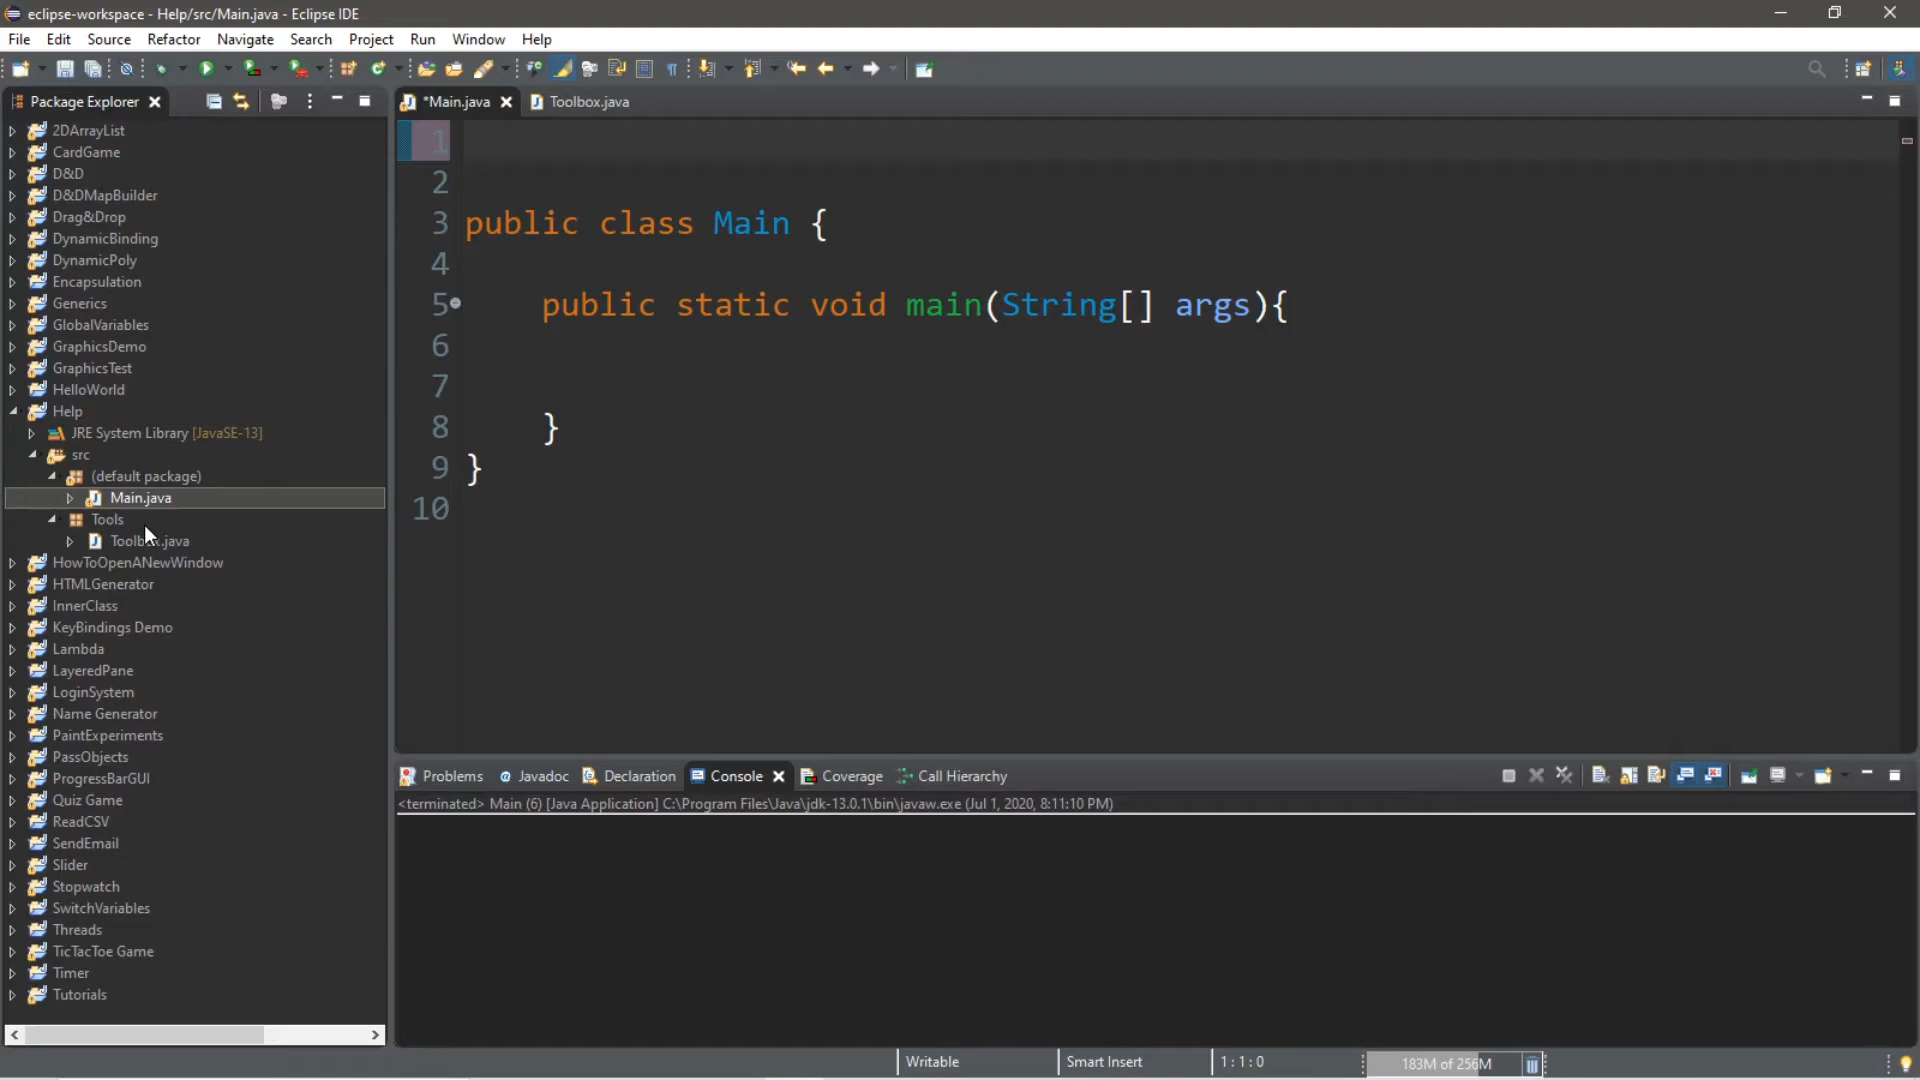 eclipse-workspace - Help/src/Main.java - Eclipse IDE
File Edit Source Refactor Navigate Search Project Run Window Help
Package Explorer
2DArrayList
CardGame
D&D
D&DMapBuilder
Drag&Drop
DynamicBinding
DynamicPoly
Encapsulation
Generics
GlobalVariables
GraphicsDemo
GraphicsTest
HelloWorld
Help
JRE System Library [JavaSE-13]
src
(default package)
Main.java
Tools
Toolbox.java
HowToOpenANewWindow
HTMLGenerator
InnerClass
KeyBindings Demo
Lambda
LayeredPane
LoginSystem
Name Generator
PaintExperiments
PassObjects
ProgressBarGUI
Quiz Game
ReadCSV
SendEmail
Slider
Stopwatch
SwitchVariables
Threads
TicTacToe Game
Timer
Tutorials
*Main.java Toolbox.java
1
2
3 public class Main {
4
5 public static void main(String[] args){
6
7
8 }
9 }
10
Problems Javadoc Declaration Console Coverage Call Hierarchy
<terminated> Main (6) [Java Application] C:\Program Files\Java\jdk-13.0.1\bin\javaw.exe (Jul 1, 2020, 8:11:10 PM)
Writable Smart Insert 1:1:0 183M of 256M